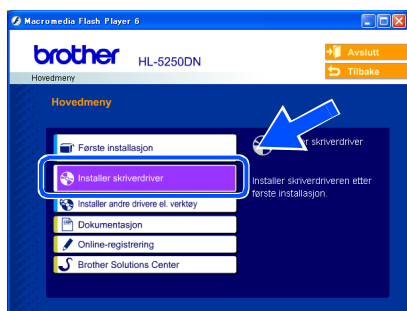 Macromedia Flash Player 6
brother HL-5250DN
Avslutt
Tilbake
Hovedmeny
Hovedmeny
Første installasjon
Installer skriverdriver
Installer andre drivere el. verktøy
Dokumentasjon
Online-registrering
Brother Solutions Center
skriverdriver
Installer skriverdriveren etter
første installasjon.